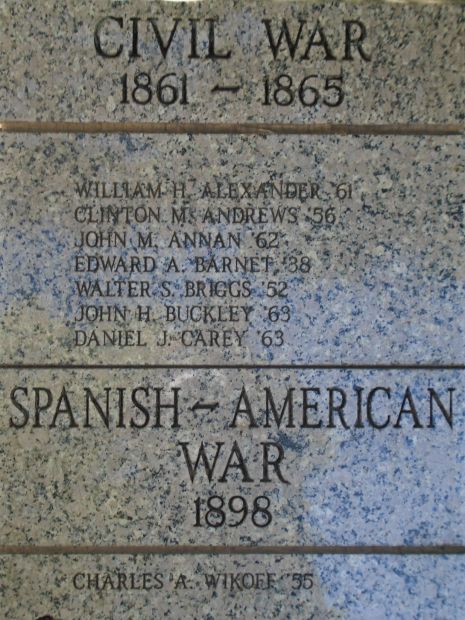 CIVIL WAR
1861 – 1865
WILLIAM H. ALEXANDER '61
CLINTON M. ANDREWS '56
JOHN M. ANNAN '62
EDWARD A. BARNET '38
WALTER S. BRIGGS '52
JOHN H. BUCKLEY '63
DANIEL J. CAREY '63
SPANISH – AMERICAN
WAR
1898
CHARLES A. WIKOFF '55